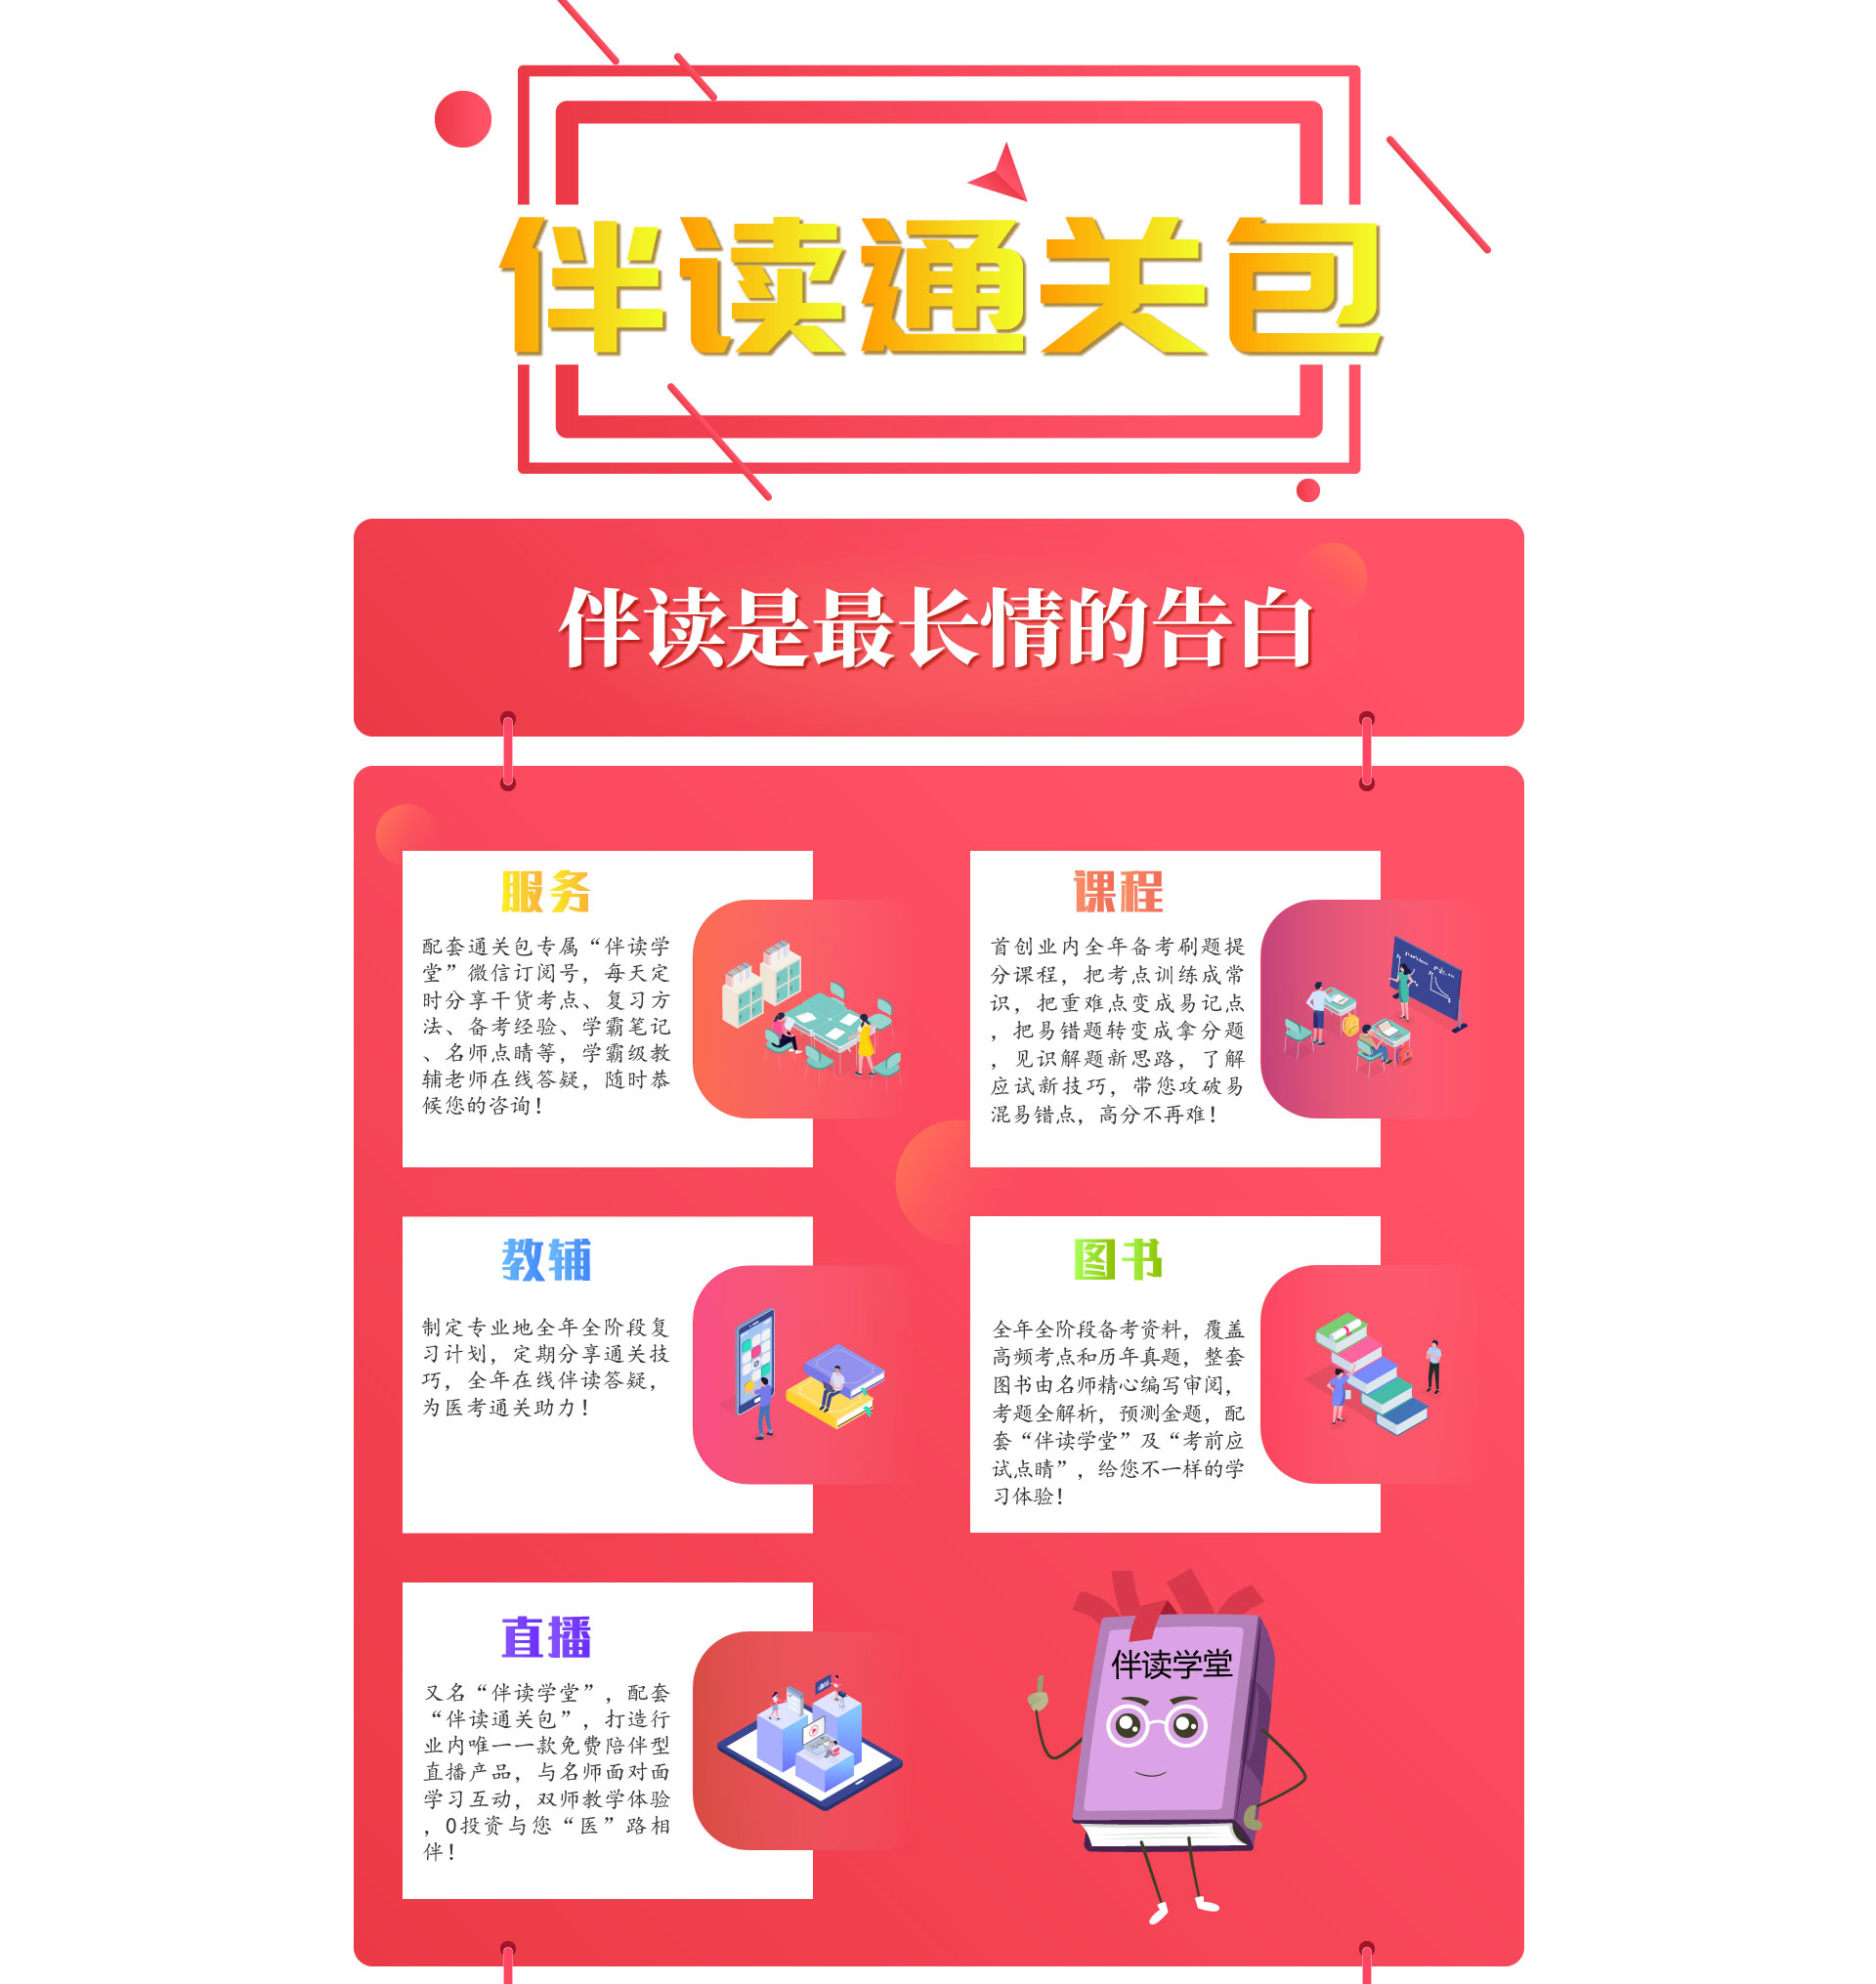 伴读通关包
伴读是最长情的告白
服务
配套通关包专属“伴读学
堂”微信订阅号，每天定
时分享干货考点、复习方
法、备考经验、学霸笔记
、名师点睛等，学霸级教
辅老师在线答疑，随时恭
候您的咨询！
课程
首创业内全年备考刷题提
分课程，把考点训练成常
识，把重难点变成易记点
，把易错题转变成拿分题
，见识解题新思路，了解
应试新技巧，带您攻破易
混易错点，高分不再难！
教辅
制定专业地全年全阶段复
习计划，定期分享通关技
巧，全年在线伴读答疑，
为医考通关助力！
图书
全年全阶段备考资料，覆盖
高频考点和历年真题，整套
图书由名师精心编写审阅，
考题全解析，预测金题，配
套“伴读学堂”及“考前应
试点睛”，给您不一样的学
习体验！
直播
又名“伴读学堂”，配套
“伴读通关包”，打造行
业内唯一一款免费陪伴型
直播产品，与名师面对面
学习互动，双师教学体验
，0投资与您“医”路相
伴！
伴读学堂